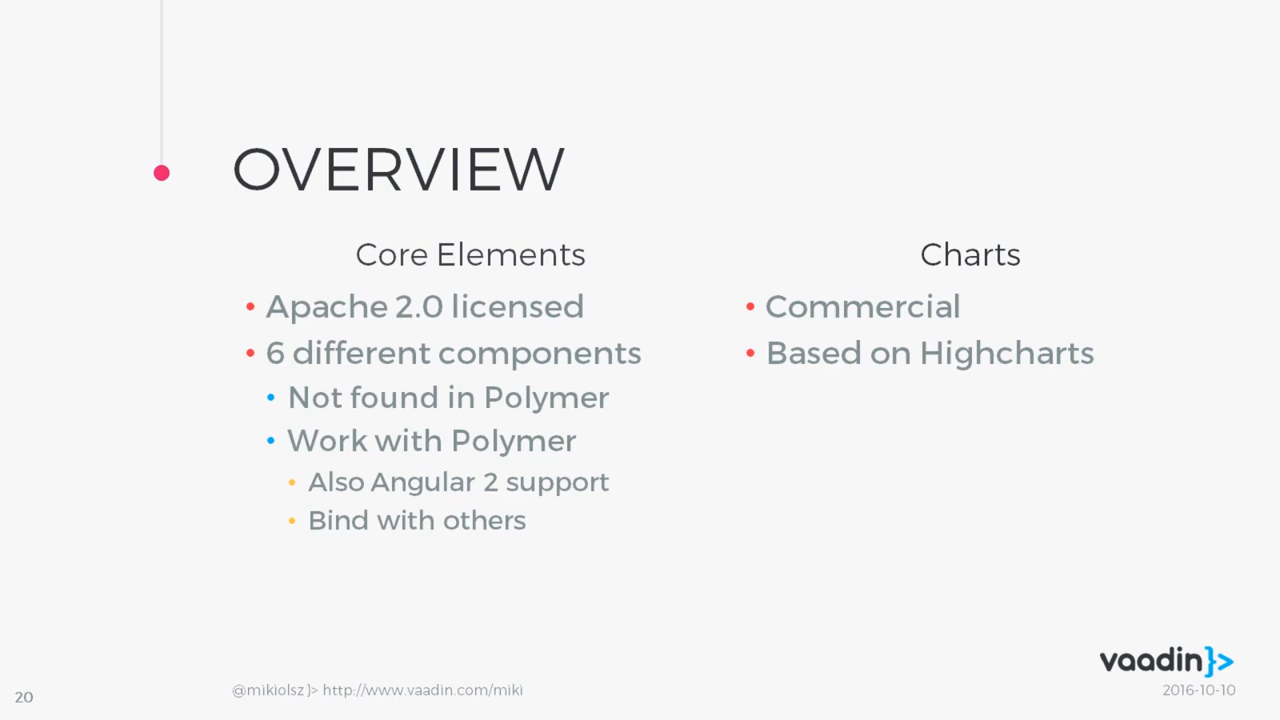 OVERVIEW
Core Elements
• Apache 2.0 licensed
• 6 different components
• Not found in Polymer
• Work with Polymer
• Also Angular 2 support
• Bind with others
Charts
• Commercial
• Based on Highcharts
vaadin}>
20
@mikiolsz }> http://www.vaadin.com/miki
2016-10-10